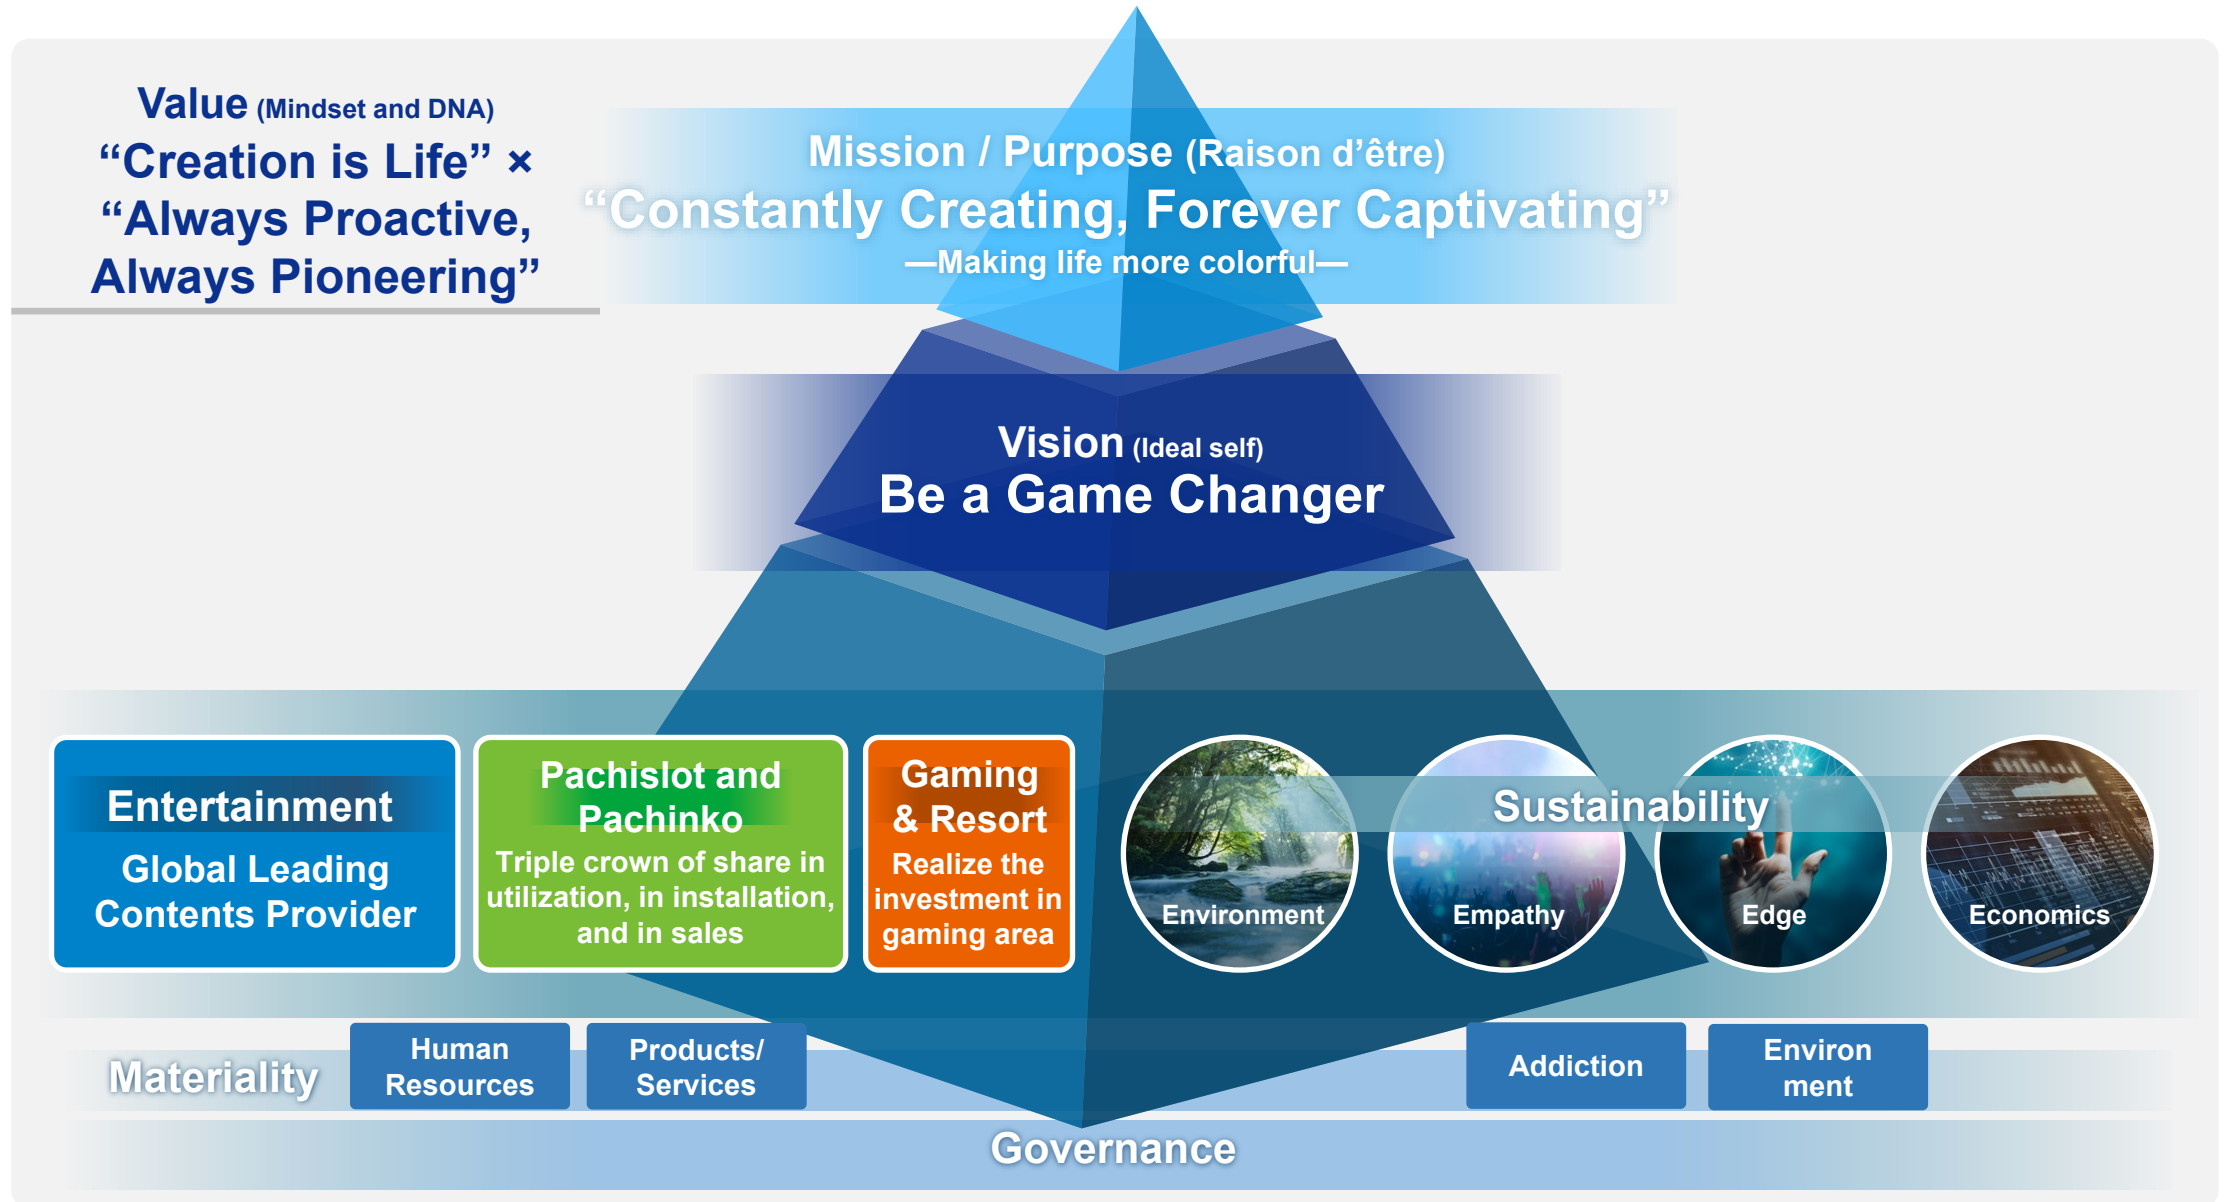 Value (Mindset and DNA)
“Creation is Life” ×
“Always Proactive,
Always Pioneering”
Mission / Purpose (Raison d’être)
“Constantly Creating, Forever Captivating”
—Making life more colorful—
Vision (Ideal self)
Be a Game Changer
Entertainment
Global Leading
Contents Provider
Pachislot and
Pachinko
Triple crown of share in
utilization, in installation,
and in sales
Gaming
& Resort
Realize the
investment in
gaming area
Sustainability
Environment
Empathy
Edge
Economics
Materiality
Human
Resources
Products/
Services
Addiction
Environ
ment
Governance